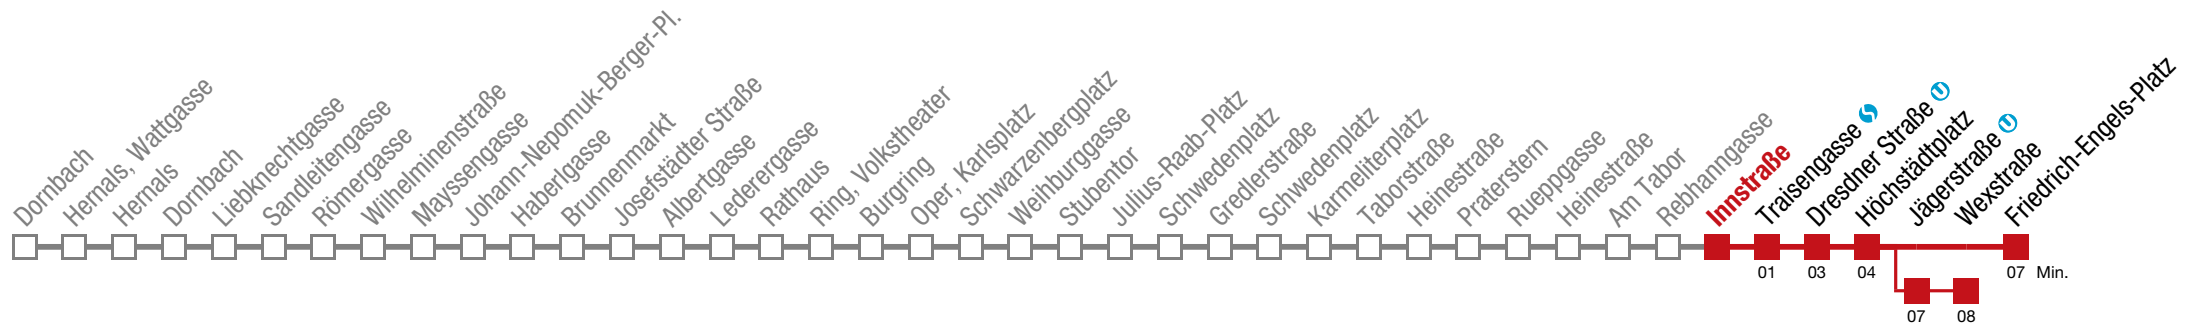 Dornbach
Hernals, Wattgasse
Hernals
Dornbach
Liebknechtgasse
Sandleitengasse
Römergasse
Wilhelminenstraße
Mayssengasse
Johann-Nepomuk-Berger-Pl.
Haberlgasse
Brunnenmarkt
Josefstädter Straße
Albertgasse
Lederergasse
Rathaus
Ring, Volkstheater
Burgring
Oper, Karlsplatz
Schwarzenbergplatz
Weihburggasse
Stubentor
Julius-Raab-Platz
Schwedenplatz
Gredlerstraße
Schwedenplatz
Karmeliterplatz
Taborstraße
Heinestraße
Praterstern
Rueppgasse
Heinestraße
Am Tabor
Rebhanngasse
Innstraße
Traisengasse
Dresdner Straße U
Höchstädtplatz
Jägerstraße U
Wexstraße
Friedrich-Engels-Platz
01 03 04 07 Min.
07 08